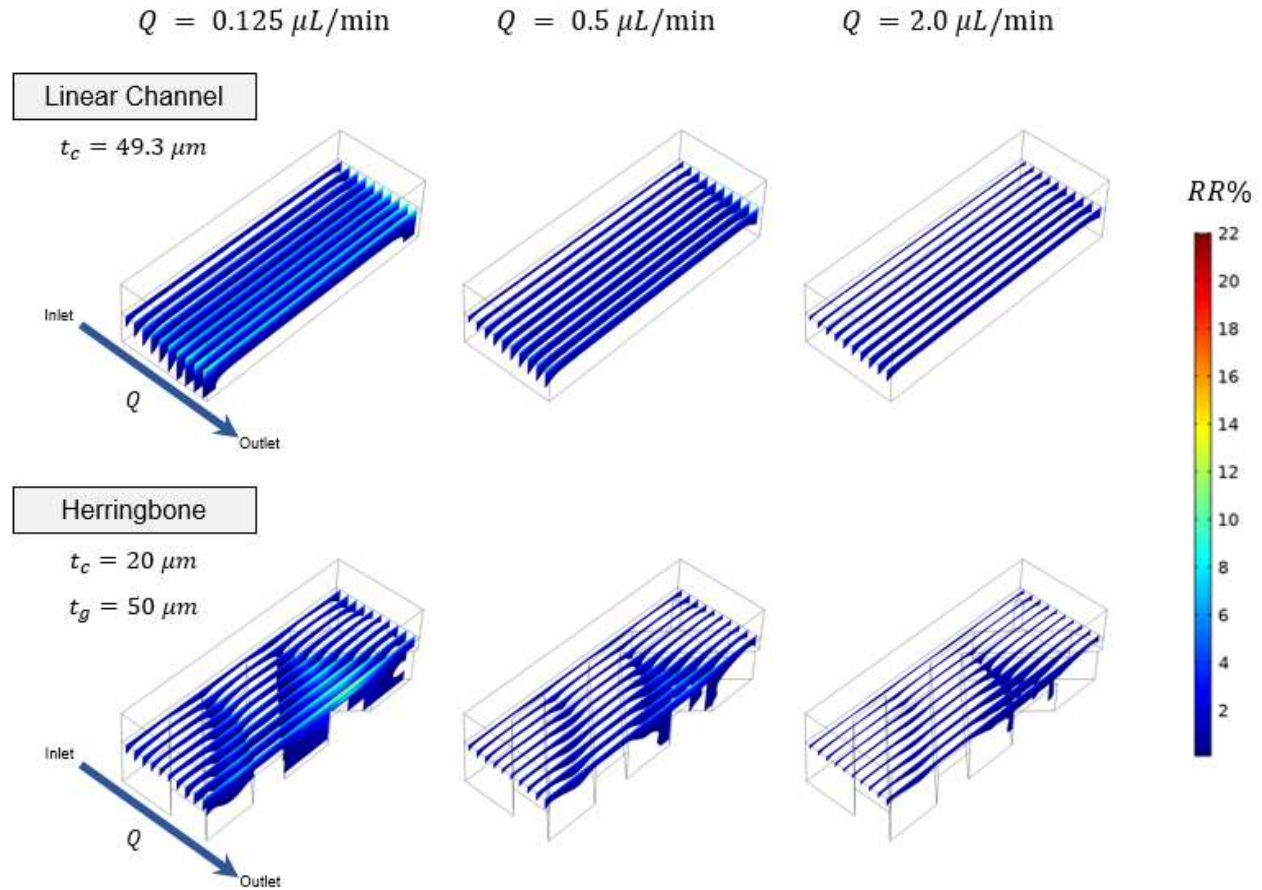 Q = 0.125 μL/min Q = 0.5 μL/min Q = 2.0 μL/min
Linear Channel
t_c = 49.3 μm
RR%
22
20
18
16
14
12
10
8
6
4
2
Inlet
Q
Outlet
Herringbone
t_c = 20 μm
t_g = 50 μm
Inlet
Q
Outlet